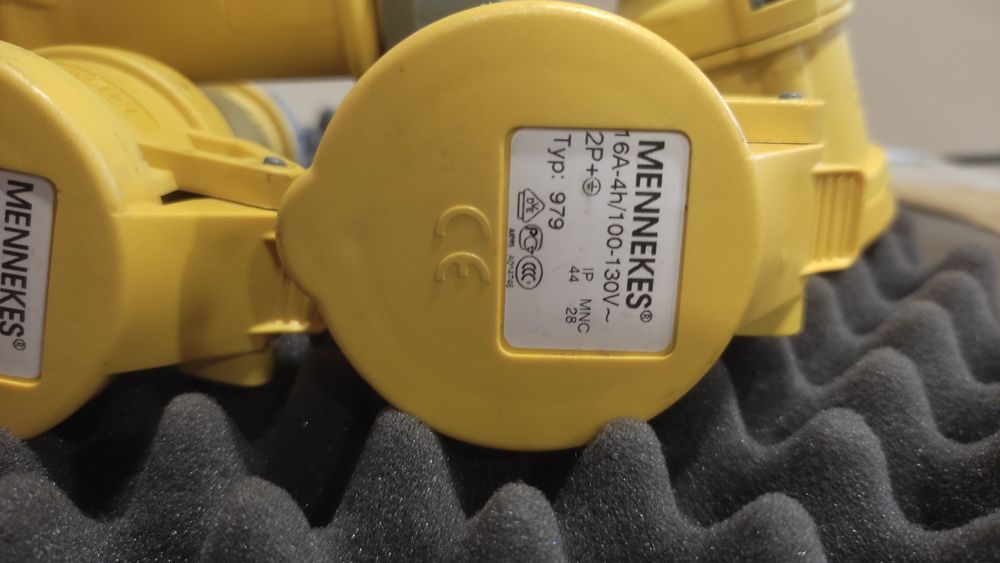 MENNEKES®
16A-4h/100-130V~
2P+⏚
IP MNC
44 28
Typ: 979
CE
MENNEKES®